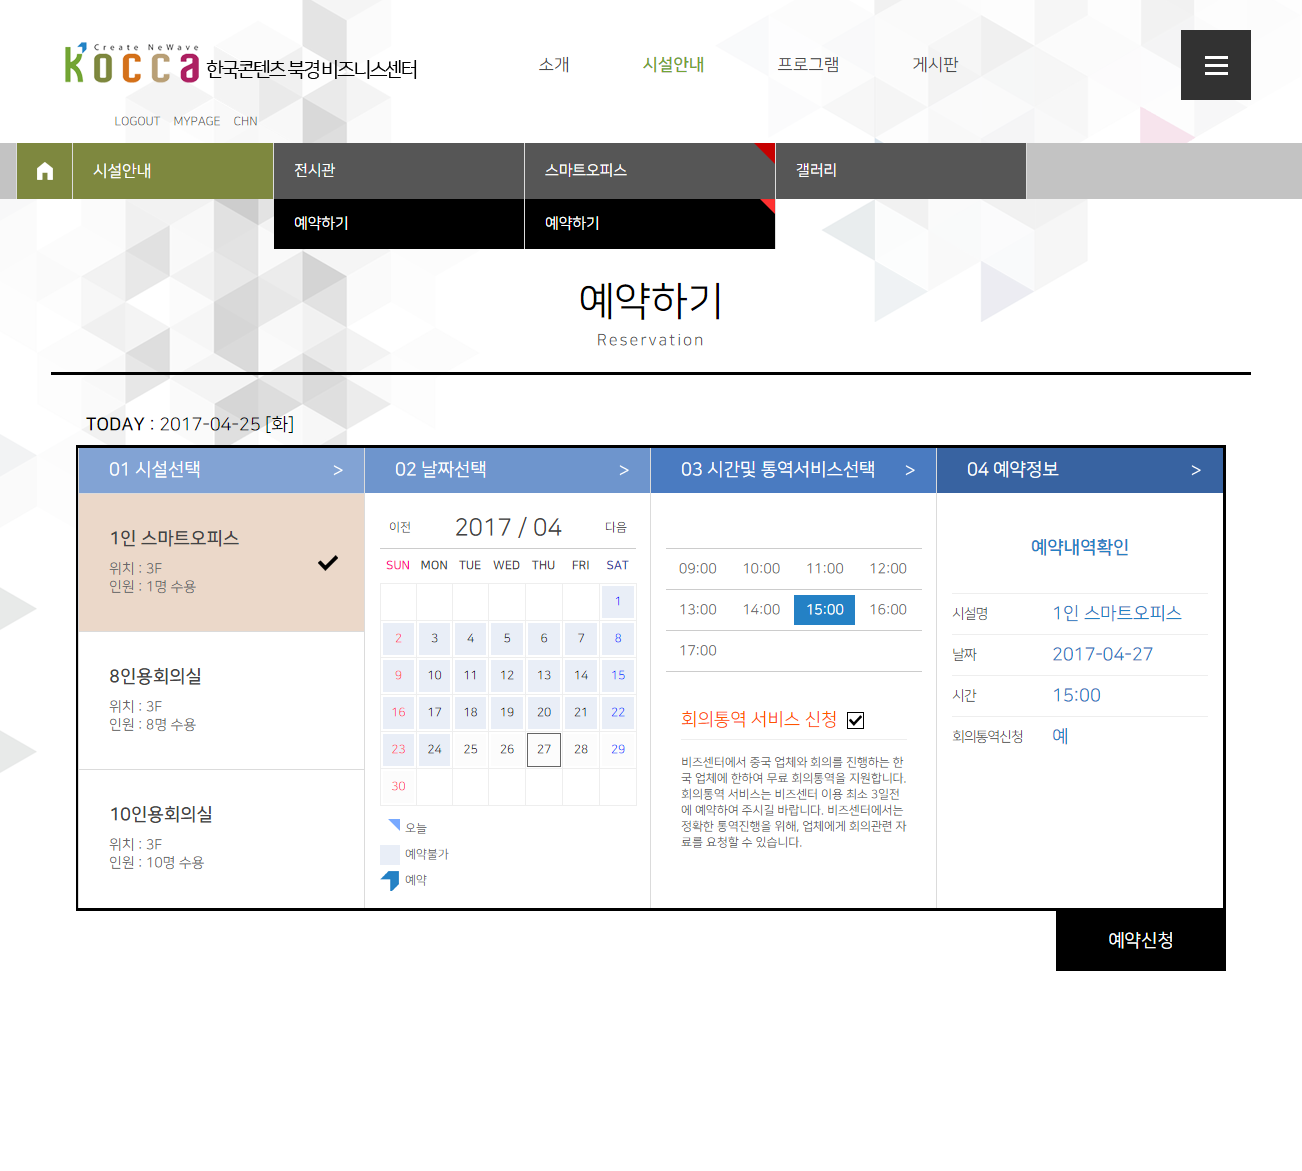 Create NeWave
Kocca 한국콘텐츠 북경비즈니스센터
소개 시설안내 프로그램 게시판
LOGOUT MYPAGE CHN
시설안내 전시관 스마트오피스 갤러리
예약하기 예약하기
예약하기
Reservation
TODAY : 2017-04-25 [화]
01 시설선택 >
1인 스마트오피스
위치 : 3F
인원 : 1명 수용
8인용회의실
위치 : 3F
인원 : 8명 수용
10인용회의실
위치 : 3F
인원 : 10명 수용
02 날짜선택 >
이전 2017 / 04 다음
SUN MON TUE WED THU FRI SAT
1
2 3 4 5 6 7 8
9 10 11 12 13 14 15
16 17 18 19 20 21 22
23 24 25 26 27 28 29
30
오늘
예약불가
예약
03 시간및 통역서비스선택 >
09:00 10:00 11:00 12:00
13:00 14:00 15:00 16:00
17:00
회의통역 서비스 신청
비즈센터에서 중국 업체와 회의를 진행하는 한
국 업체에 한하여 무료 회의통역을 지원합니다.
회의통역 서비스는 비즈센터 이용 최소 3일전
에 예약하여 주시길 바랍니다. 비즈센터에서는
정확한 통역진행을 위해, 업체에게 회의관련 자
료를 요청할 수 있습니다.
04 예약정보 >
예약내역확인
시설명 1인 스마트오피스
날짜 2017-04-27
시간 15:00
회의통역신청 예
예약신청